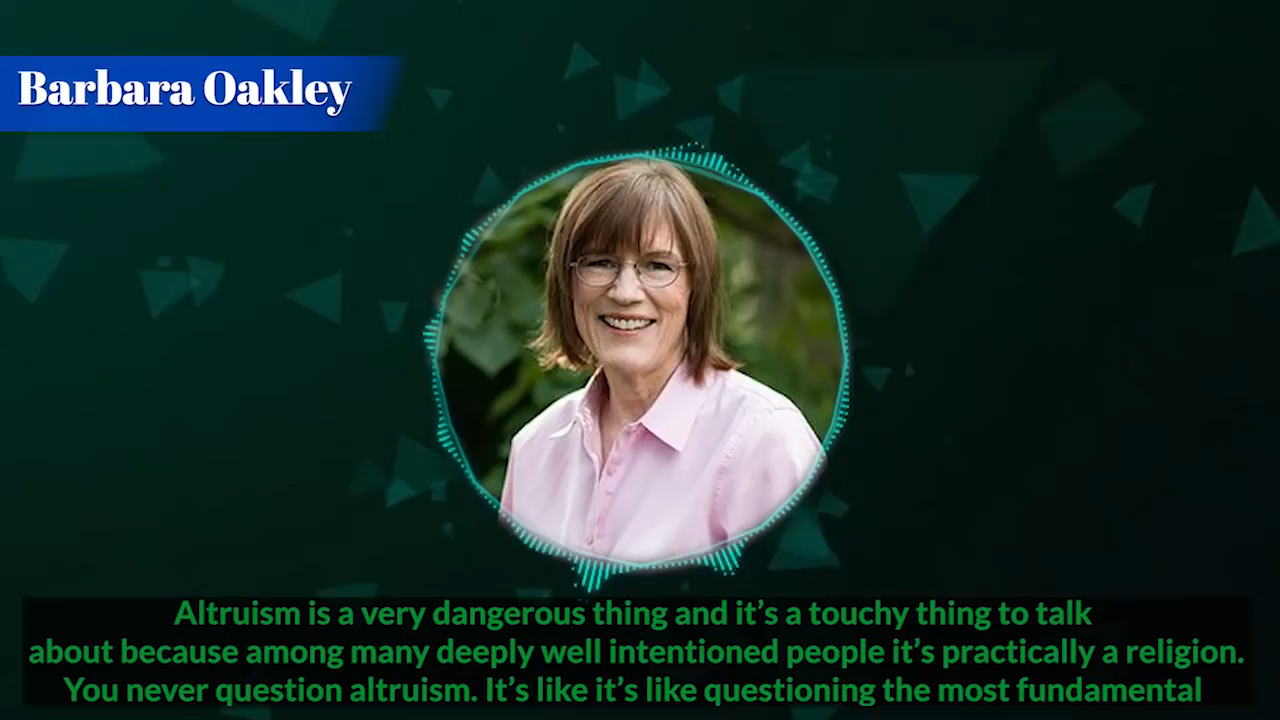 Barbara Oakley
Altruism is a very dangerous thing and it’s a touchy thing to talk
about because among many deeply well intentioned people it’s practically a religion.
You never question altruism. It’s like it’s like questioning the most fundamental